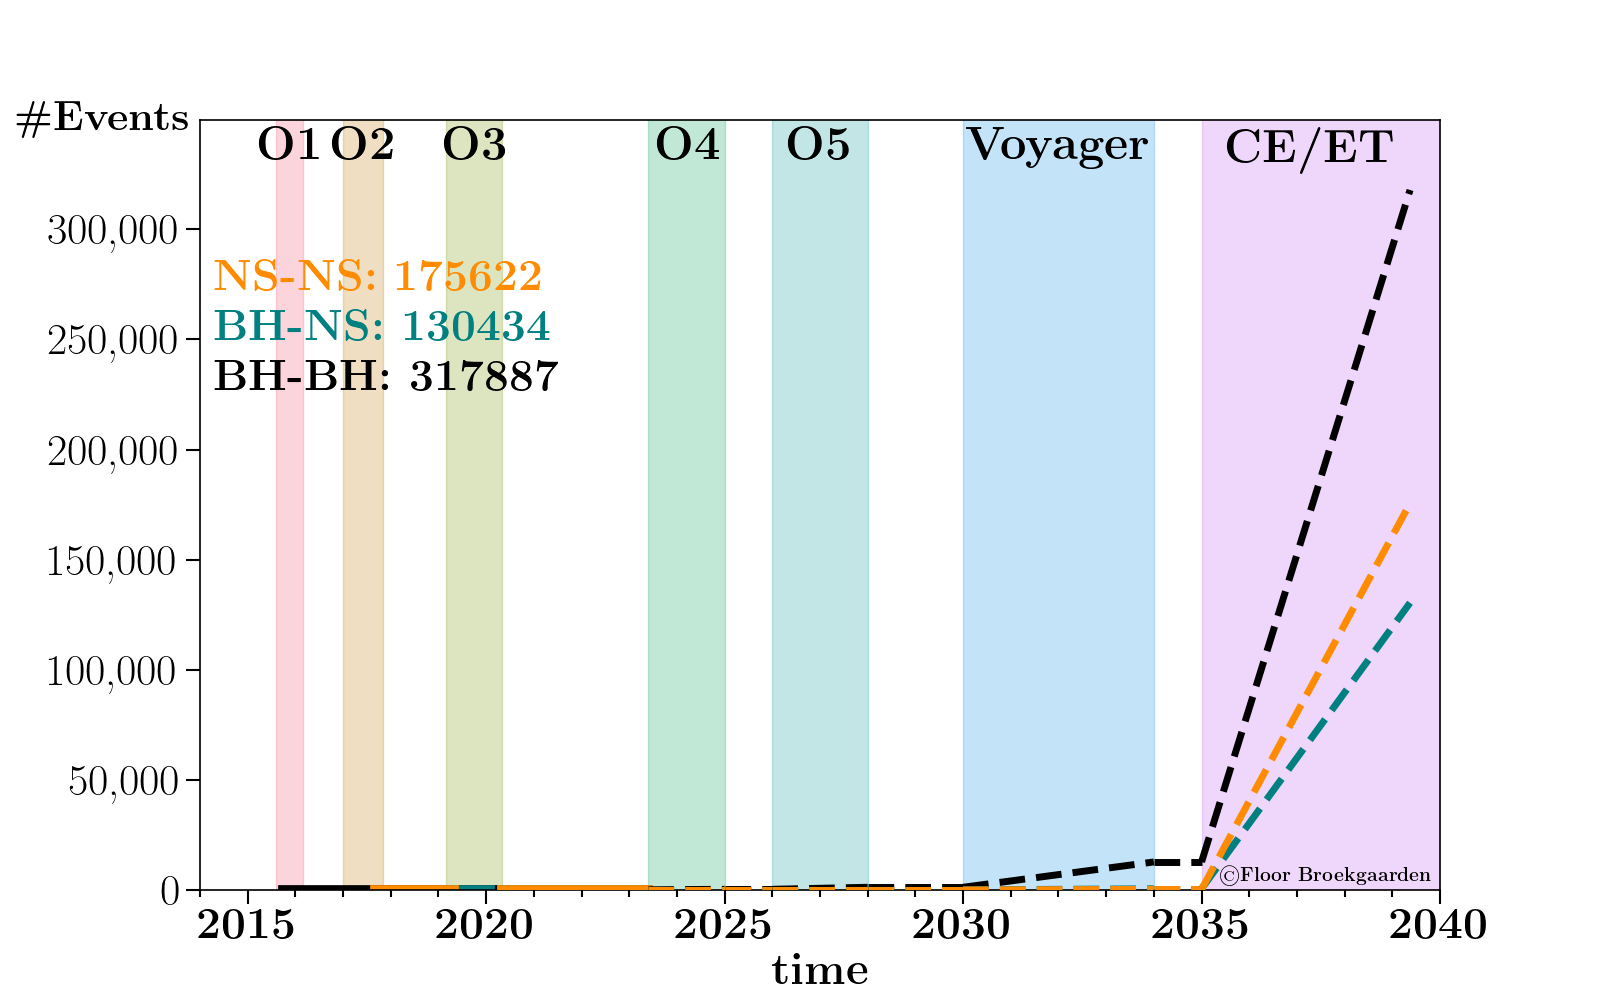 #Events
O1 O2 O3 O4 O5 Voyager CE/ET
300,000
NS-NS: 175622
BH-NS: 130434
250,000
BH-BH: 317887
200,000
150,000
100,000
50,000
©Floor Broekgaarden
0
2015 2020 2025 2030 2035 2040
time